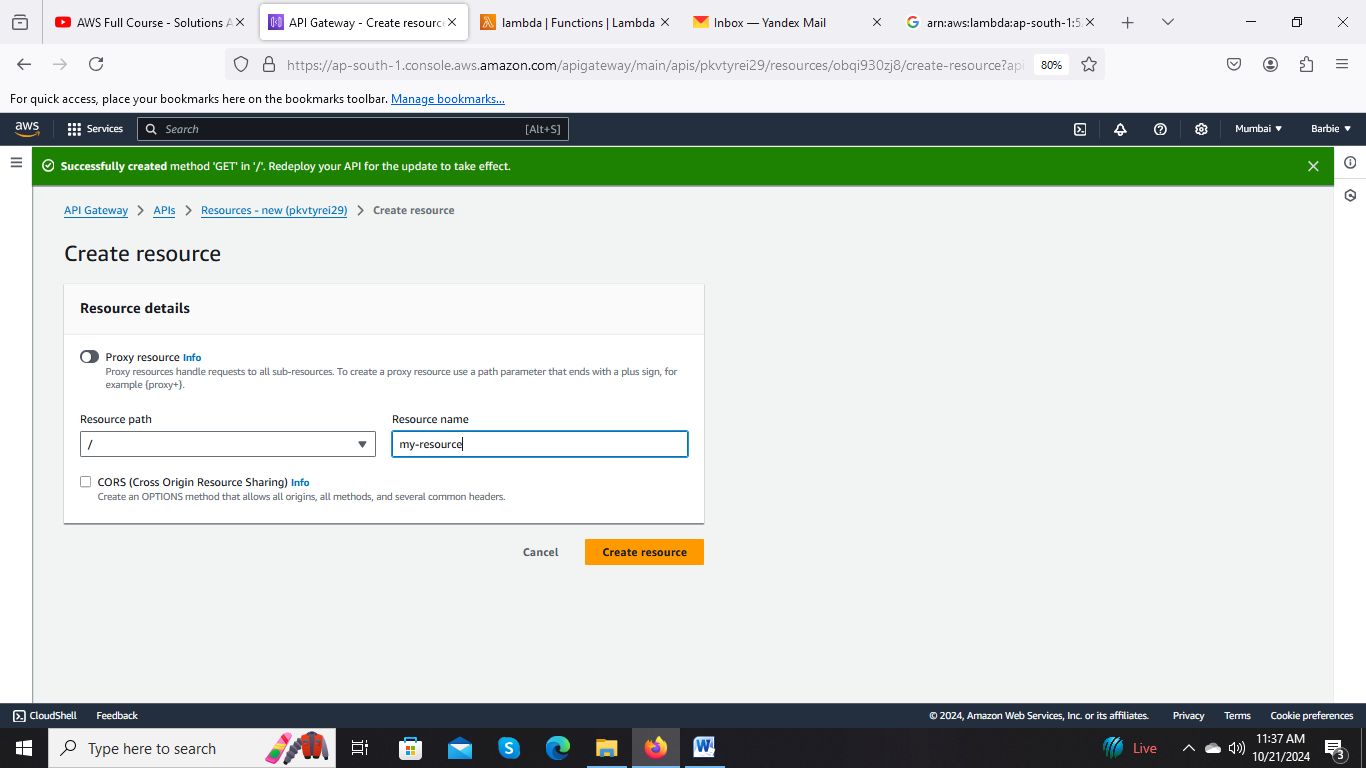 AWS Full Course - Solutions A
API Gateway - Create resourc
lambda | Functions | Lambda
Inbox — Yandex Mail
arn:aws:lambda:ap-south-1:5
https://ap-south-1.console.aws.amazon.com/apigateway/main/apis/pkvtyrei29/resources/obqi930zj8/create-resource?api
80%
For quick access, place your bookmarks here on the bookmarks toolbar. Manage bookmarks...
aws
Services
Search
[Alt+S]
Mumbai
Barbie
Successfully created method 'GET' in '/'. Redeploy your API for the update to take effect.
API Gateway
APIs
Resources - new (pkvtyrei29)
Create resource
Create resource
Resource details
Proxy resource Info
Proxy resources handle requests to all sub-resources. To create a proxy resource use a path parameter that ends with a plus sign, for
example {proxy+}.
Resource path
Resource name
/
my-resource
CORS (Cross Origin Resource Sharing) Info
Create an OPTIONS method that allows all origins, all methods, and several common headers.
Cancel
Create resource
CloudShell
Feedback
© 2024, Amazon Web Services, Inc. or its affiliates.
Privacy
Terms
Cookie preferences
Type here to search
Live
11:37 AM
10/21/2024
3